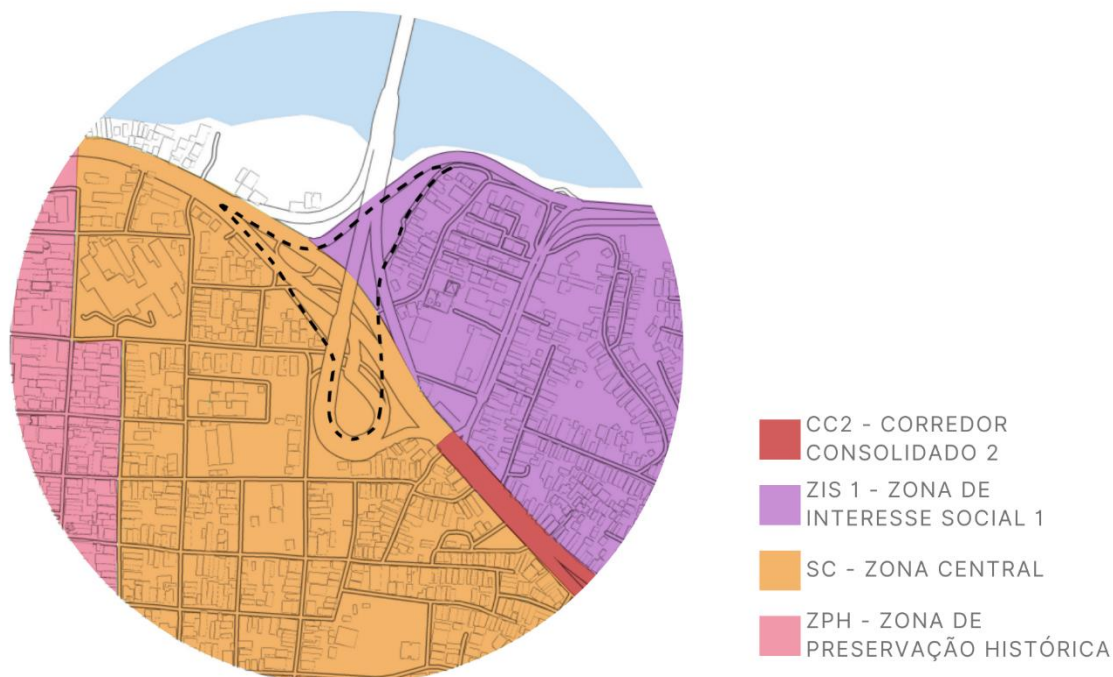 CC2 - CORREDOR
CONSOLIDADO 2
ZIS 1 - ZONA DE
INTERESSE SOCIAL 1
SC - ZONA CENTRAL
ZPH - ZONA DE
PRESERVAÇÃO HISTÓRICA